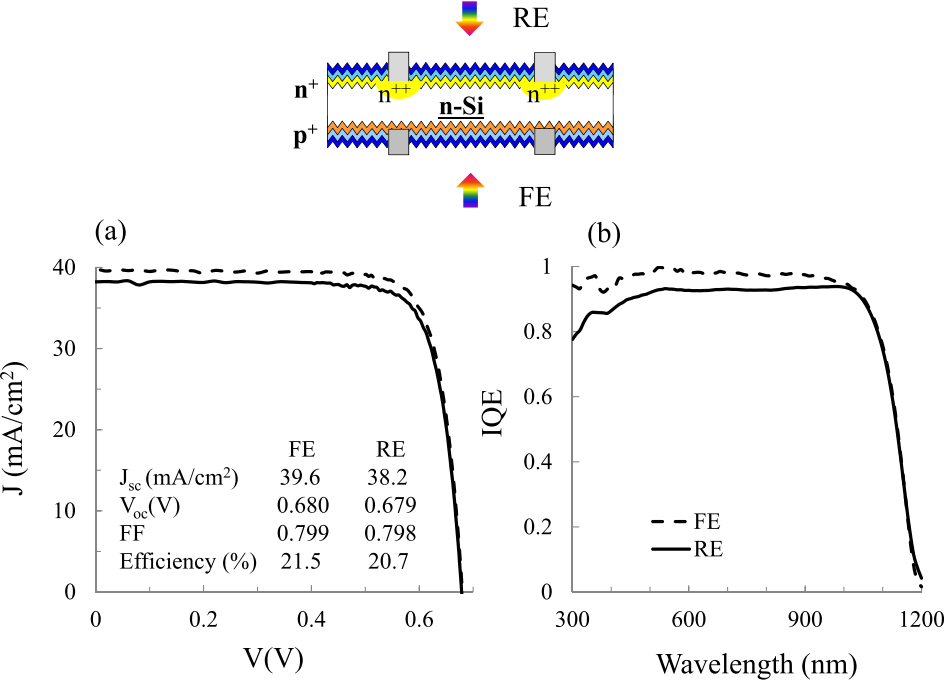 RE
n⁺
n⁺⁺ n⁺⁺
n-Si
p⁺
FE
(a)
40
30
20
10
0
J (mA/cm²)
FE RE
Jsc (mA/cm²) 39.6 38.2
Voc(V) 0.680 0.679
FF 0.799 0.798
Efficiency (%) 21.5 20.7
0 0.2 0.4 0.6
V(V)
(b)
1
0.8
0.6
0.4
0.2
0
IQE
FE
RE
300 600 900 1200
Wavelength (nm)